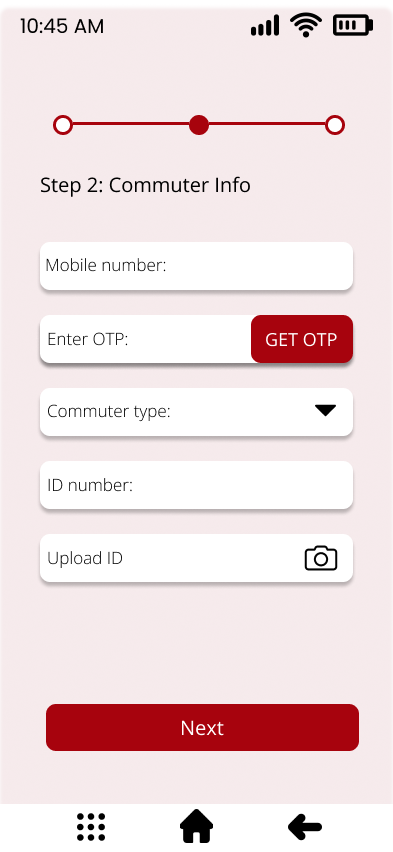 10:45 AM
Step 2: Commuter Info
Mobile number:
Enter OTP:
GET OTP
Commuter type:
ID number:
Upload ID
Next